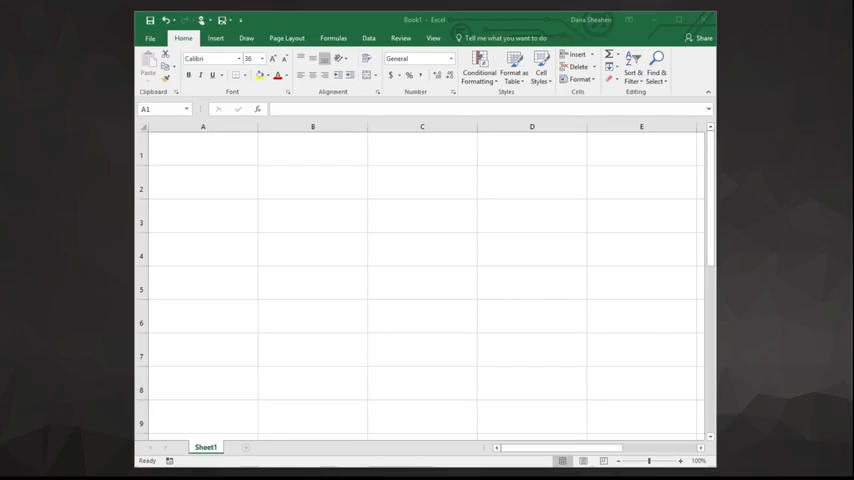 Book1 - Excel
Dana Sheahen
File Home Insert Draw Page Layout Formulas Data Review View Tell me what you want to do Share
Paste
Clipboard
Calibri 36
B I U
Font
Alignment
General
$ % ,
Number
Conditional Formatting
Format as Table
Cell Styles
Styles
Insert
Delete
Format
Cells
Sort & Filter
Find & Select
Editing
A1
fx
A B C D E
1
2
3
4
5
6
7
8
9
Sheet1
Ready
100%